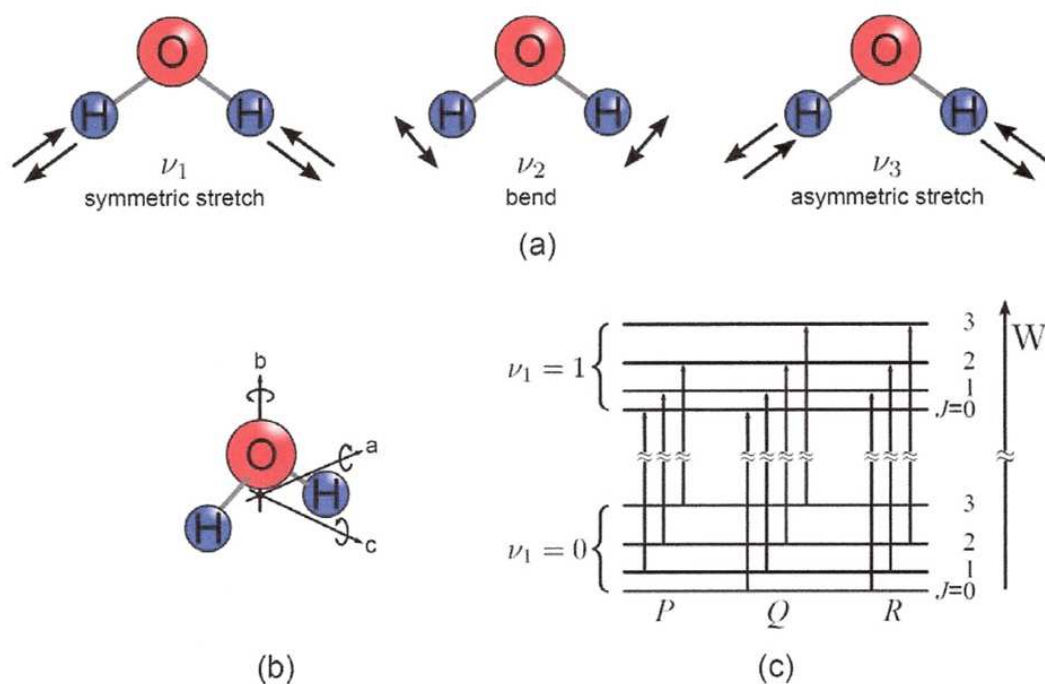 O O O
H H H H H H
ν₁ ν₂ ν₃
symmetric stretch bend asymmetric stretch
(a)
b
O
a
H
H
c
(b)
3
W
ν₁ = 1
2
1
J=0
3
ν₁ = 0
2
1
J=0
P Q R
(c)